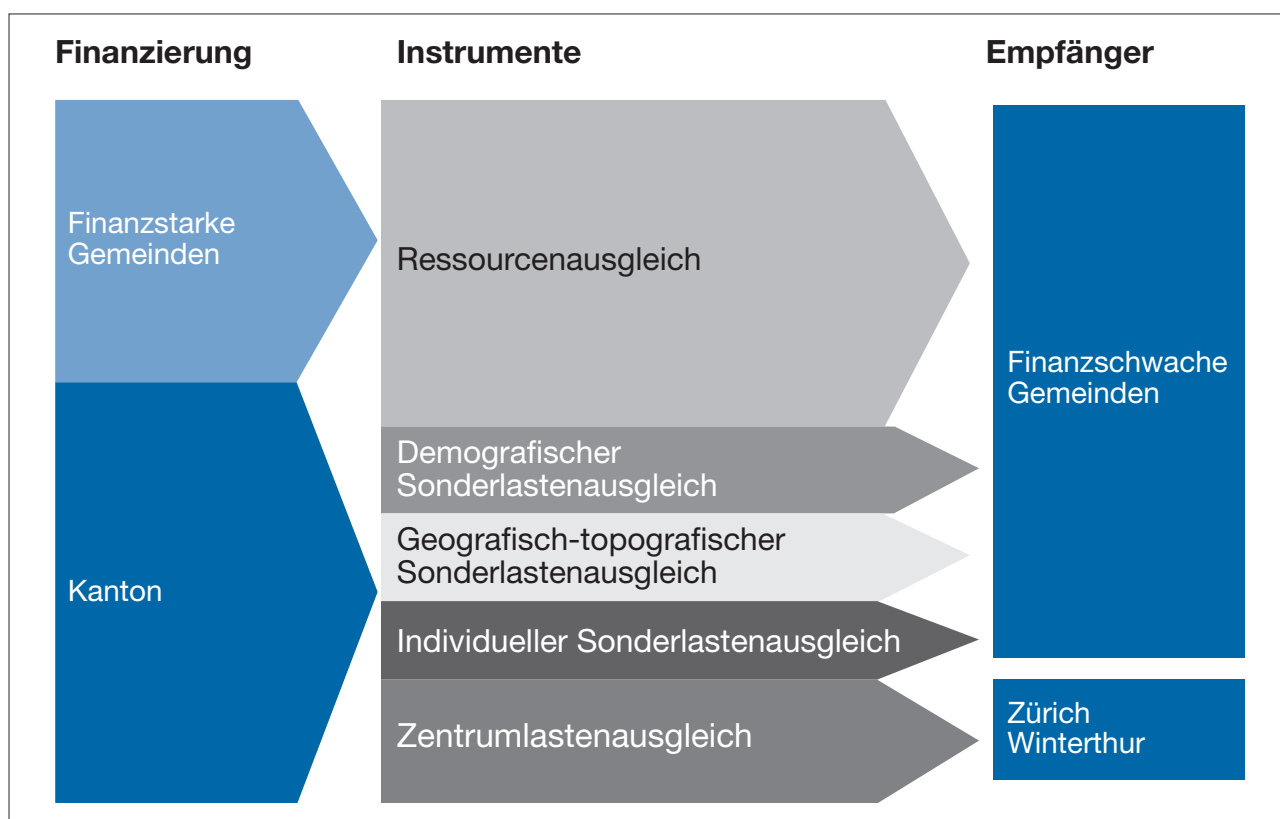 Finanzierung
Instrumente
Empfänger
Finanzstarke
Gemeinden
Kanton
Ressourcenausgleich
Demografischer
Sonderlastenausgleich
Geografisch-topografischer
Sonderlastenausgleich
Individueller Sonderlastenausgleich
Zentrumlastenausgleich
Finanzschwache
Gemeinden
Zürich
Winterthur